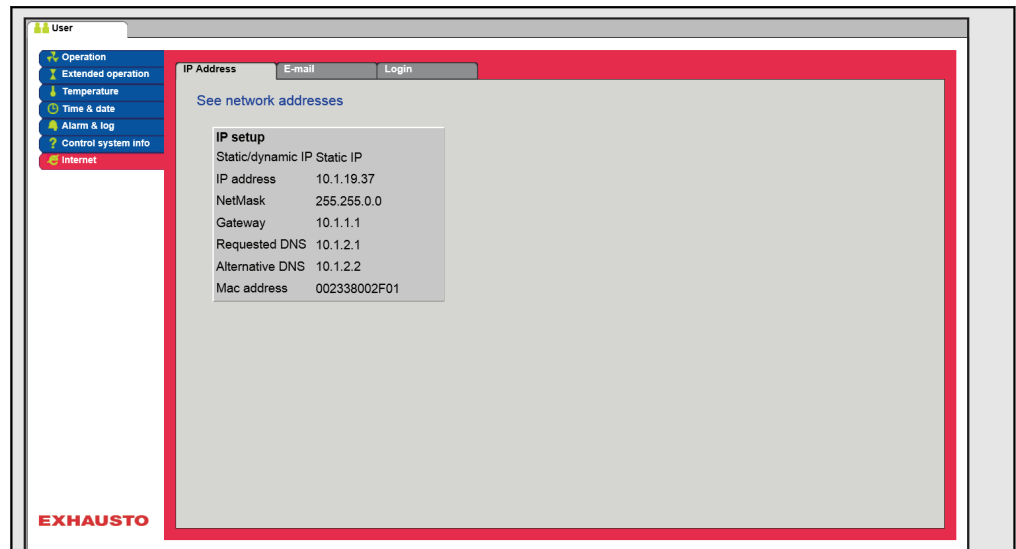 User
Operation
Extended operation
Temperature
Time & date
Alarm & log
Control system info
Internet
IP Address E-mail Login
See network addresses
IP setup
Static/dynamic IP Static IP
IP address 10.1.19.37
NetMask 255.255.0.0
Gateway 10.1.1.1
Requested DNS 10.1.2.1
Alternative DNS 10.1.2.2
Mac address 002338002F01
EXHAUSTO